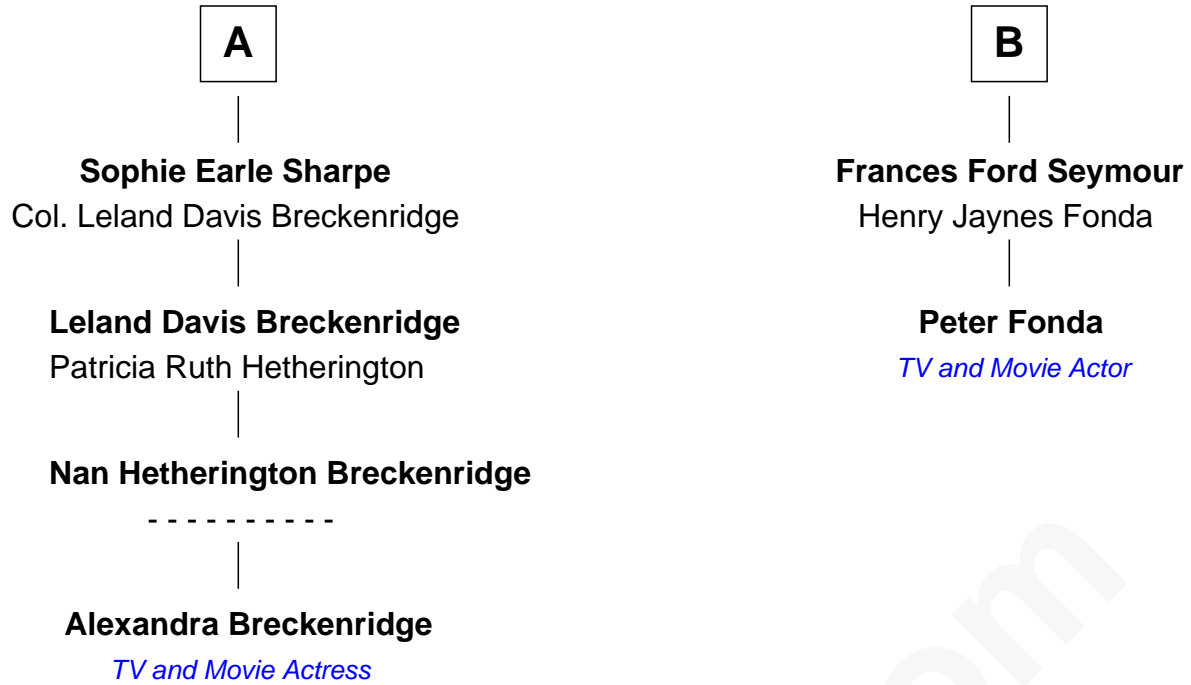 A
Sophie Earle Sharpe
Col. Leland Davis Breckenridge
Leland Davis Breckenridge
Patricia Ruth Hetherington
Nan Hetherington Breckenridge
- - - - - - - - - -
Alexandra Breckenridge
TV and Movie Actress
B
Frances Ford Seymour
Henry Jaynes Fonda
Peter Fonda
TV and Movie Actor
om